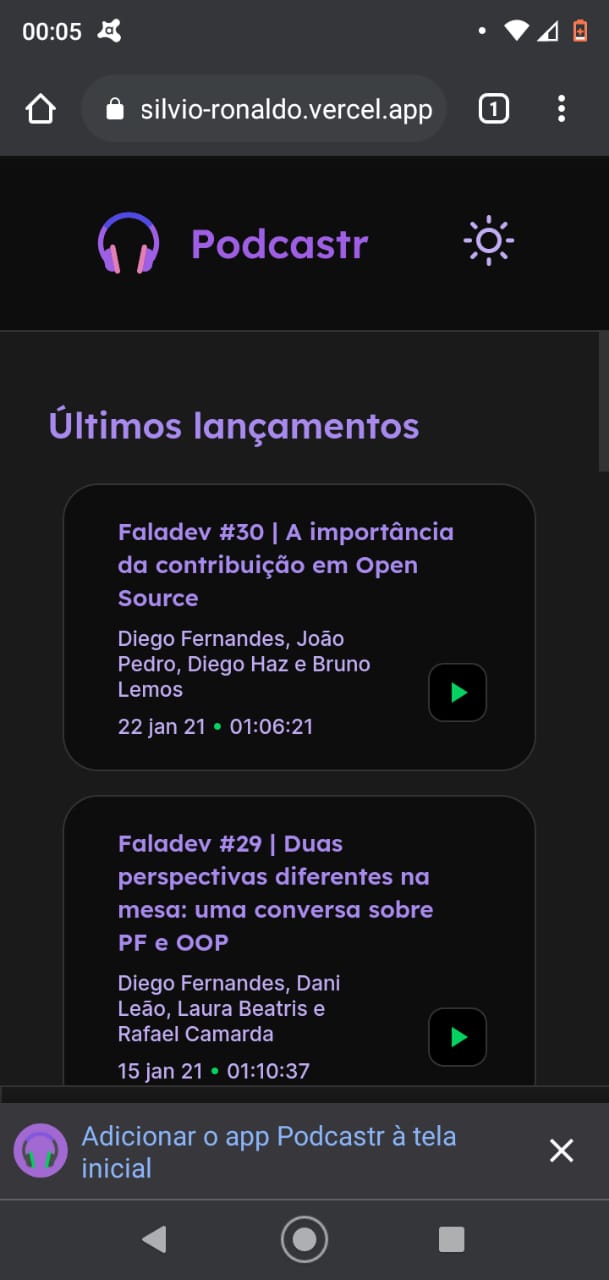 00:05
silvio-ronaldo.vercel.app
1
Podcastr
Últimos lançamentos
Faladev #30 | A importância
da contribuição em Open
Source
Diego Fernandes, João
Pedro, Diego Haz e Bruno
Lemos
22 jan 21 • 01:06:21
Faladev #29 | Duas
perspectivas diferentes na
mesa: uma conversa sobre
PF e OOP
Diego Fernandes, Dani
Leão, Laura Beatris e
Rafael Camarda
15 jan 21 • 01:10:37
Adicionar o app Podcastr à tela
inicial